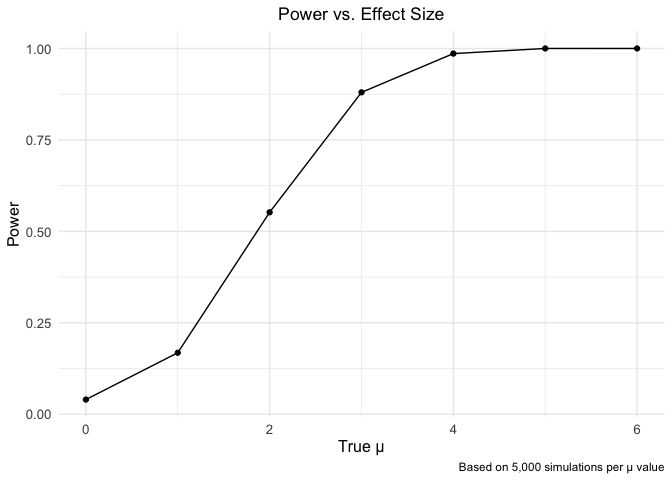 Power vs. Effect Size
1.00
0.75
0.50
0.25
0.00
Power
0 2 4 6
True μ
Based on 5,000 simulations per μ value